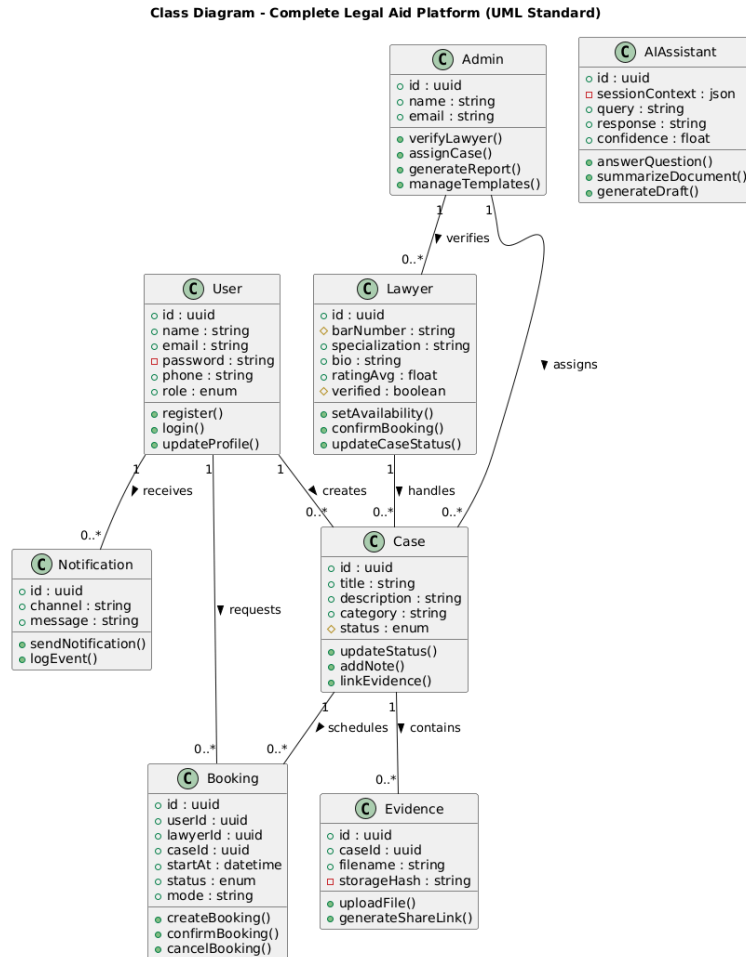 Class Diagram - Complete Legal Aid Platform (UML Standard)
C Admin
id : uuid
name : string
email : string
verifyLawyer()
assignCase()
generateReport()
manageTemplates()
C AIAssistant
id : uuid
sessionContext : json
query : string
response : string
confidence : float
answerQuestion()
summarizeDocument()
generateDraft()
1
1
verifies
0..*
assigns
C User
id : uuid
name : string
email : string
password : string
phone : string
role : enum
register()
login()
updateProfile()
C Lawyer
id : uuid
barNumber : string
specialization : string
bio : string
ratingAvg : float
verified : boolean
setAvailability()
confirmBooking()
updateCaseStatus()
1
1
1
1
receives
creates
handles
0..*
0..*
0..*
0..*
C Notification
id : uuid
channel : string
message : string
sendNotification()
logEvent()
requests
C Case
id : uuid
title : string
description : string
category : string
status : enum
updateStatus()
addNote()
linkEvidence()
1
1
schedules
contains
0..*
0..*
0..*
C Booking
id : uuid
userId : uuid
lawyerId : uuid
caseId : uuid
startAt : datetime
status : enum
mode : string
createBooking()
confirmBooking()
cancelBooking()
C Evidence
id : uuid
caseId : uuid
filename : string
storageHash : string
uploadFile()
generateShareLink()